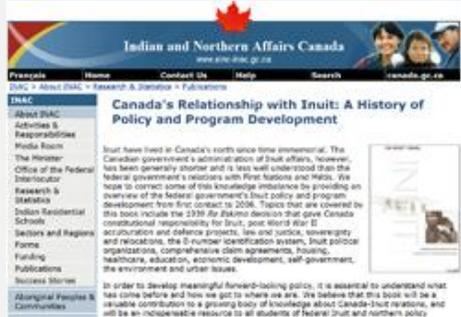 Indian and Northern Affairs Canada
www.ainc-inac.gc.ca
Français Home Contact Us Help Search canada.gc.ca
INAC > About INAC > Research & Statistics > Publications
INAC
About INAC
Activities & Responsibilities
Media Room
The Minister
Office of the Federal Interlocutor
Research & Statistics
Indian Residential Schools
Sectors and Regions
Forms
Funding
Publications
Success Stories
Aboriginal Peoples & Communities
Canada's Relationship with Inuit: A History of
Policy and Program Development
Inuit have lived in Canada's north since time immemorial. The
Canadian government's administration of Inuit affairs, however,
has been generally shorter and is less well understood than the
federal government's relations with First Nations and Métis. We
hope to correct some of this knowledge imbalance by providing an
overview of the federal government's Inuit policy and program
development from first contact to 2006. Topics that are covered by
this book include the 1939 Re Eskimo decision that gave Canada
constitutional responsibility for Inuit, post World War II
acculturation and defence projects, law and justice, sovereignty
and relocations, the E-number identification system, Inuit political
organizations, comprehensive claim agreements, housing,
healthcare, education, economic development, self-government,
the environment and urban issues.
In order to develop meaningful forward-looking policy, it is essential to understand what
has come before and how we got to where we are. We believe that this book will be a
valuable contribution to a growing body of knowledge about Canada-Inuit relations, and
will be an indispensable resource to all students of federal Inuit and northern policy